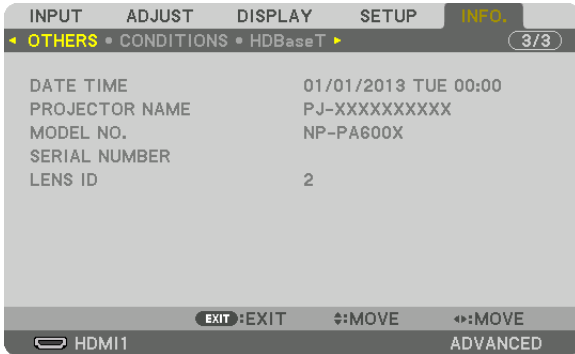 INPUT ADJUST DISPLAY SETUP INFO.
OTHERS • CONDITIONS • HDBaseT 3/3
DATE TIME 01/01/2013 TUE 00:00
PROJECTOR NAME PJ-XXXXXXXXXX
MODEL NO. NP-PA600X
SERIAL NUMBER
LENS ID 2
EXIT :EXIT :MOVE :MOVE
HDMI1 ADVANCED